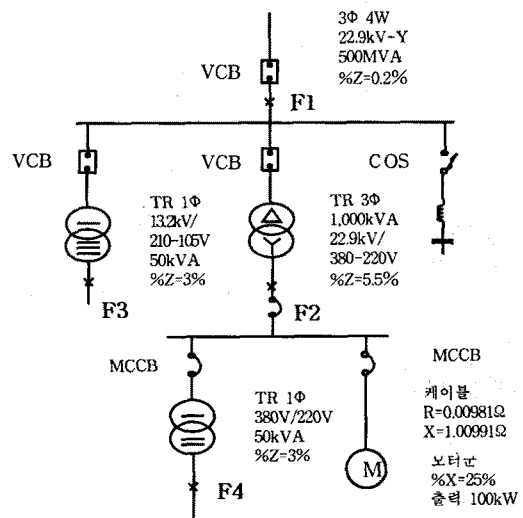 3Φ 4W
22.9kV-Y
500MVA
%Z=0.2%
VCB
F1
VCB
VCB
COS
TR 1Φ
13.2kV/
210-105V
50kVA
%Z=3%
TR 3Φ
1,000kVA
22.9kV/
380-220V
%Z=5.5%
F3
F2
MCCB
MCCB
TR 1Φ
380V/220V
50kVA
%Z=3%
케이블
R=0.00981Ω
X=1.00991Ω
모터군
%X=25%
출력 100kW
M
F4